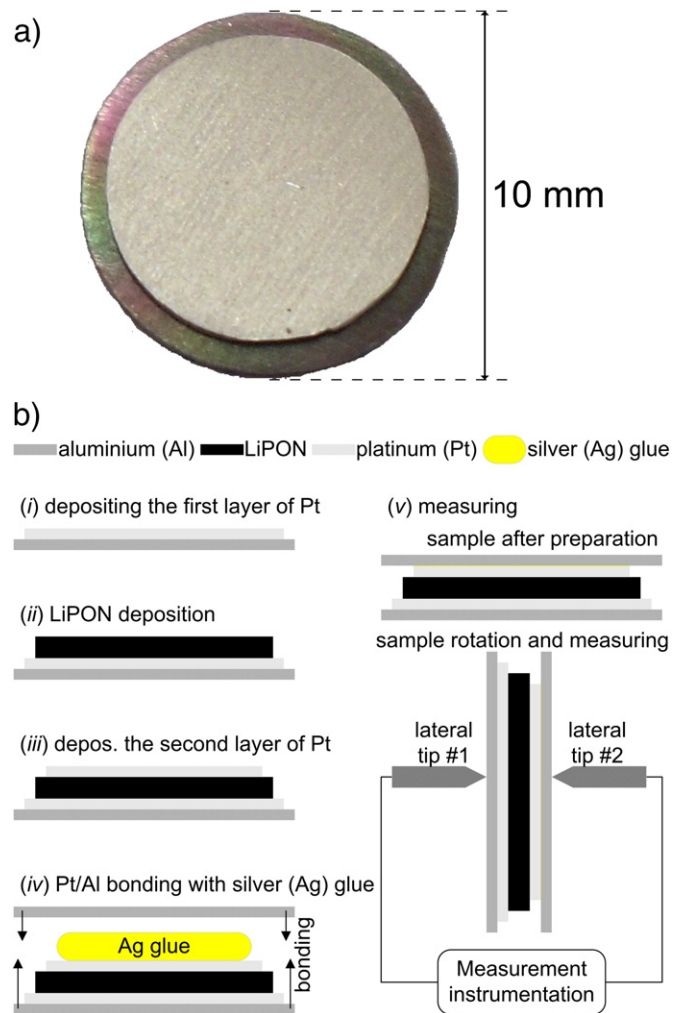 a)
10 mm
b)
aluminium (Al) LiPON platinum (Pt) silver (Ag) glue
(i) depositing the first layer of Pt
(ii) LiPON deposition
(iii) depos. the second layer of Pt
(iv) Pt/Al bonding with silver (Ag) glue
Ag glue
bonding
(v) measuring
sample after preparation
sample rotation and measuring
lateral
tip #1
lateral
tip #2
Measurement
instrumentation